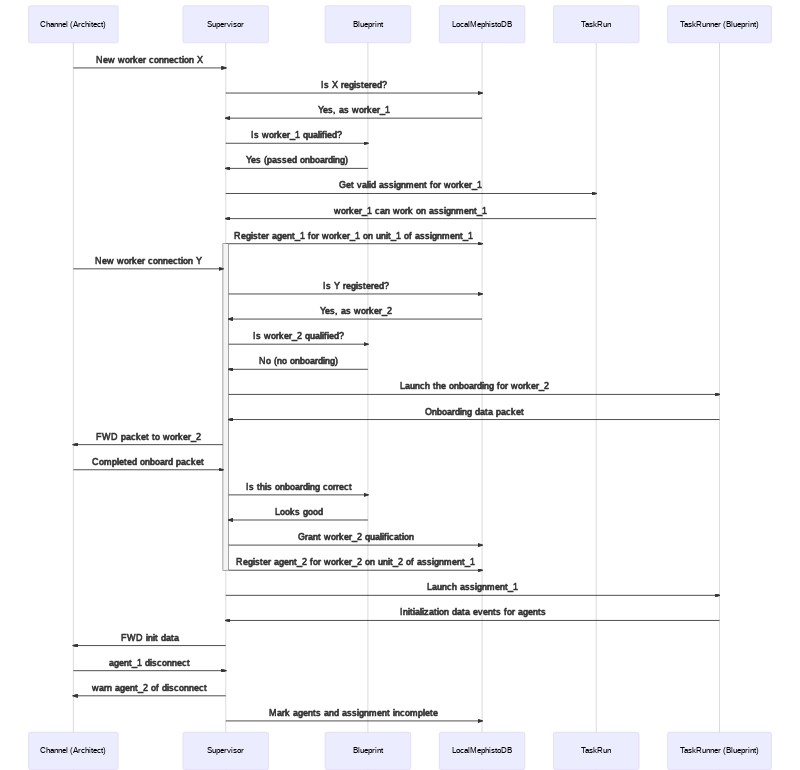 Channel (Architect) Supervisor Blueprint LocalMephistoDB TaskRun TaskRunner (Blueprint)
New worker connection X
Is X registered?
Yes, as worker_1
Is worker_1 qualified?
Yes (passed onboarding)
Get valid assignment for worker_1
worker_1 can work on assignment_1
Register agent_1 for worker_1 on unit_1 of assignment_1
New worker connection Y
Is Y registered?
Yes, as worker_2
Is worker_2 qualified?
No (no onboarding)
Launch the onboarding for worker_2
Onboarding data packet
FWD packet to worker_2
Completed onboard packet
Is this onboarding correct
Looks good
Grant worker_2 qualification
Register agent_2 for worker_2 on unit_2 of assignment_1
Launch assignment_1
Initialization data events for agents
FWD init data
agent_1 disconnect
warn agent_2 of disconnect
Mark agents and assignment incomplete
Channel (Architect) Supervisor Blueprint LocalMephistoDB TaskRun TaskRunner (Blueprint)